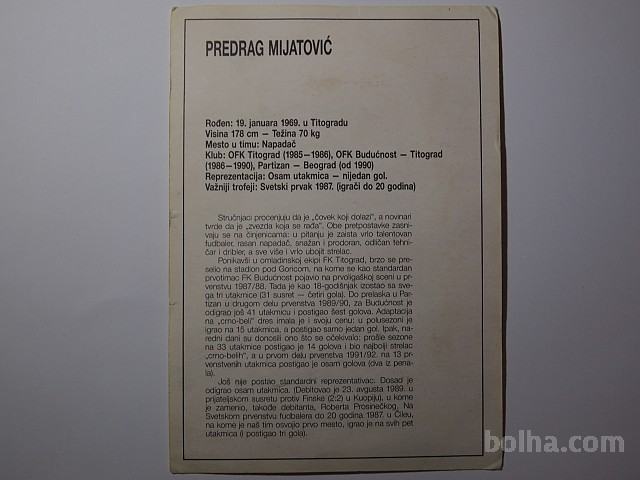 PREDRAG MIJATOVIĆ
Rođen: 19. januara 1969. u Titogradu
Visina 178 cm — Težina 70 kg
Mesto u timu: Napadač
Klub: OFK Titograd (1985—1986), OFK Budućnost — Titograd
(1986—1990), Partizan — Beograd (od 1990)
Reprezentacija: Osam utakmica — nijedan gol.
Važniji trofeji: Svetski prvak 1987. (igrači do 20 godina)
Stručnjaci procenjuju da je „čovek koji dolazi”, a novinari
tvrde da je „zvezda koja se rađa”. Obe pretpostavke zasni-
vaju se na činjenicama: u pitanju je zaista vrlo talentovan
fudbaler, rasan napadač, snažan i prodoran, odličan tehni-
čar i dribler, a sve više i vrlo ubojit strelac.
Ponikavši u omladinskoj ekipi FK Titograd, brzo se pre-
selio na stadion pod Goricom, na kome se kao standardan
prvotimac FK Budućnost pojavio na prvoligaškoj sceni u pr-
venstvu 1987/88. Tada je kao 18-godišnjak izostao sa sve-
ga tri utakmice (31 susret — četiri gola). Do prelaska u Par-
tizan u drugom delu prvenstva 1989/90, za Budućnost je
odigrao još 41 utakmicu i postigao šest golova. Adaptacija
na „crno-beli” dres imala je i svoju cenu: u polusezoni je
igrao na 15 utakmica, a postigao samo jedan gol. Ipak, na-
redni dani su donosili ono što se očekivalo: prošle sezone
na 33 utakmice postigao je 14 golova i bio najbolji strelac
„crno-belih”, a u prvom delu prvenstva 1991/92. na 13 pr-
venstvenih utakmica postigao je osam golova (dva iz pena-
la).
Još nije postao standardni reprezentativac. Dosad je
odigrao osam utakmica. (Debitovao je 23. avgusta 1989. u
prijateljskom susretu protiv Finske (2:2) u Kuopiju), u kome
je zamenio, takođe debitanta, Roberta Prosinečkog. Na
Svetskom prvenstvu fudbalera do 20 godina 1987. u Čileu,
na kome je naš tim osvojio prvo mesto, igrao je na svih pet
utakmica (i postigao tri gola).
bolha.com